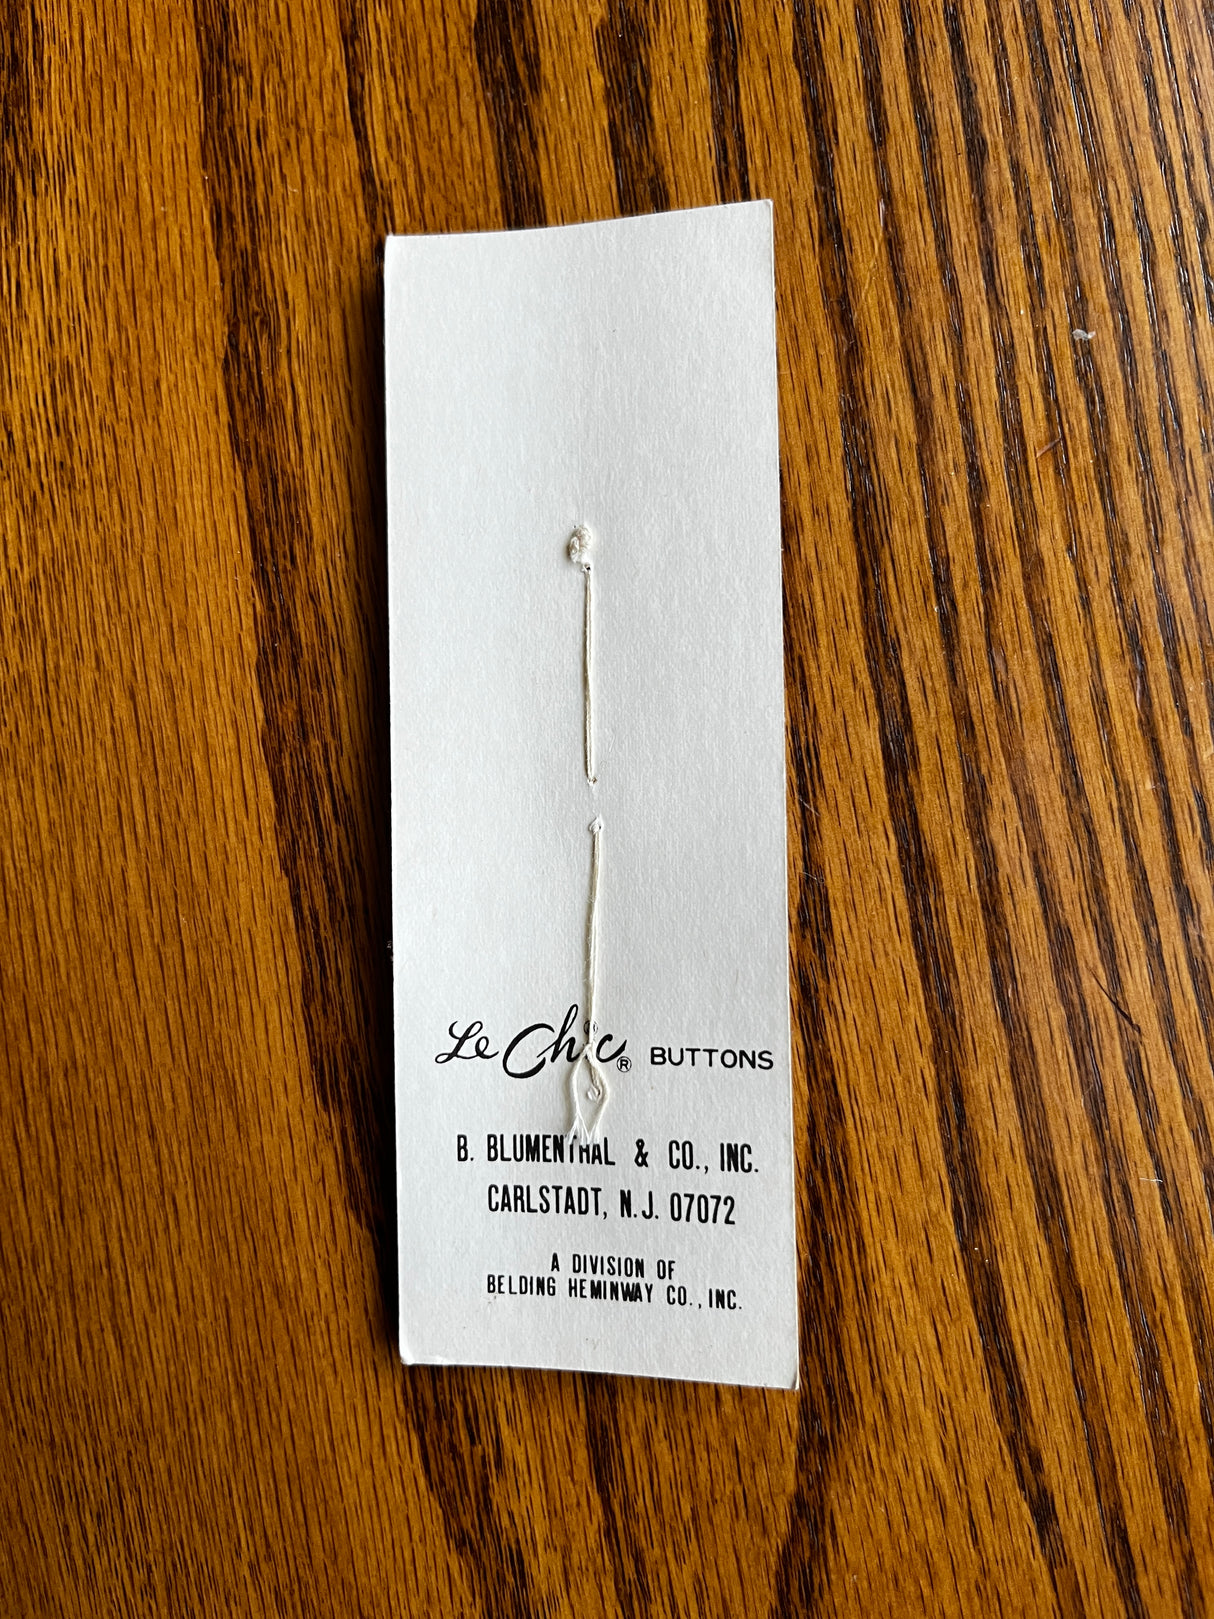 Le Chic® BUTTONS
B. BLUMENTHAL & CO., INC.
CARLSTADT, N.J. 07072
A DIVISION OF
BELDING HEMINWAY CO., INC.